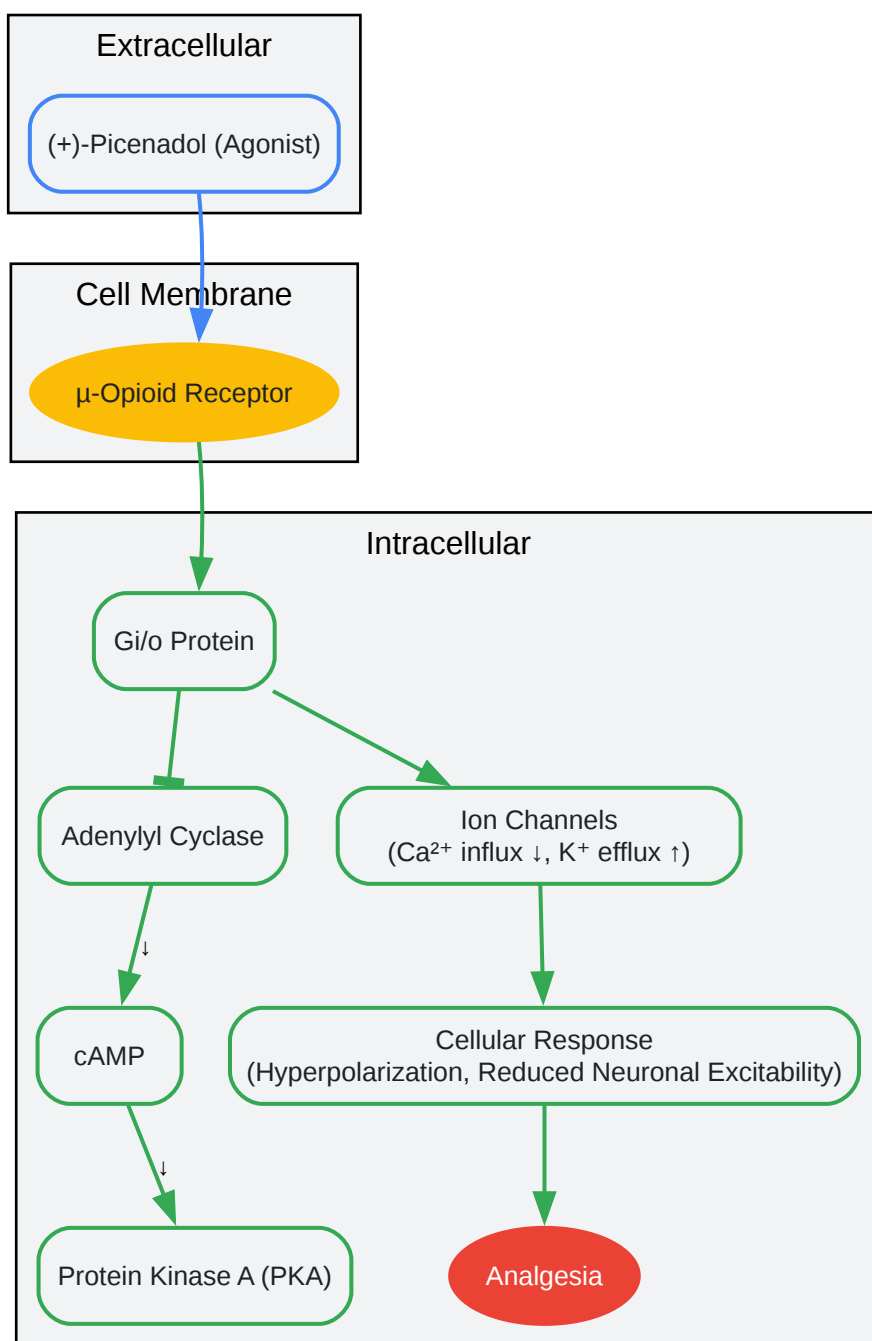 Extracellular
(+)-Picenadol (Agonist)
Cell Membrane
µ-Opioid Receptor
Intracellular
Gi/o Protein
Adenylyl Cyclase
Ion Channels
(Ca²⁺ influx ↓, K⁺ efflux ↑)
↓
cAMP
Cellular Response
(Hyperpolarization, Reduced Neuronal Excitability)
↓
Protein Kinase A (PKA)
Analgesia